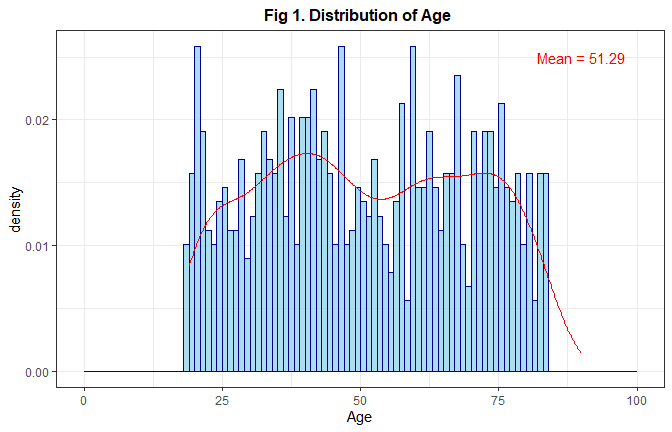 Fig 1. Distribution of Age
Mean = 51.29
density
0.02
0.01
0.00
0 25 50 75 100
Age